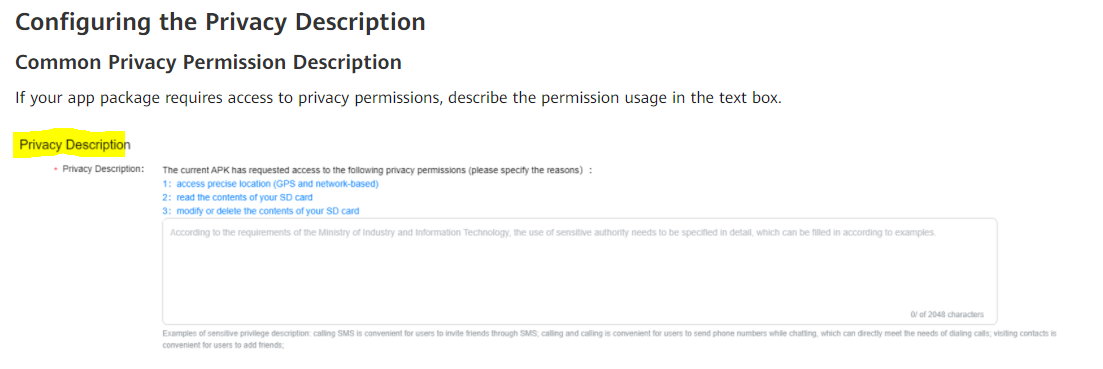 Configuring the Privacy Description
Common Privacy Permission Description
If your app package requires access to privacy permissions, describe the permission usage in the text box.
Privacy Description
* Privacy Description: The current APK has requested access to the following privacy permissions (please specify the reasons) :
1: access precise location (GPS and network-based)
2: read the contents of your SD card
3: modify or delete the contents of your SD card
According to the requirements of the Ministry of Industry and Information Technology, the use of sensitive authority needs to be specified in detail, which can be filled in according to examples.
0/ of 2048 characters
Examples of sensitive privilege description: calling SMS is convenient for users to invite friends through SMS; calling and calling is convenient for users to send phone numbers while chatting, which can directly meet the needs of dialing calls; visiting contacts is
convenient for users to add friends;